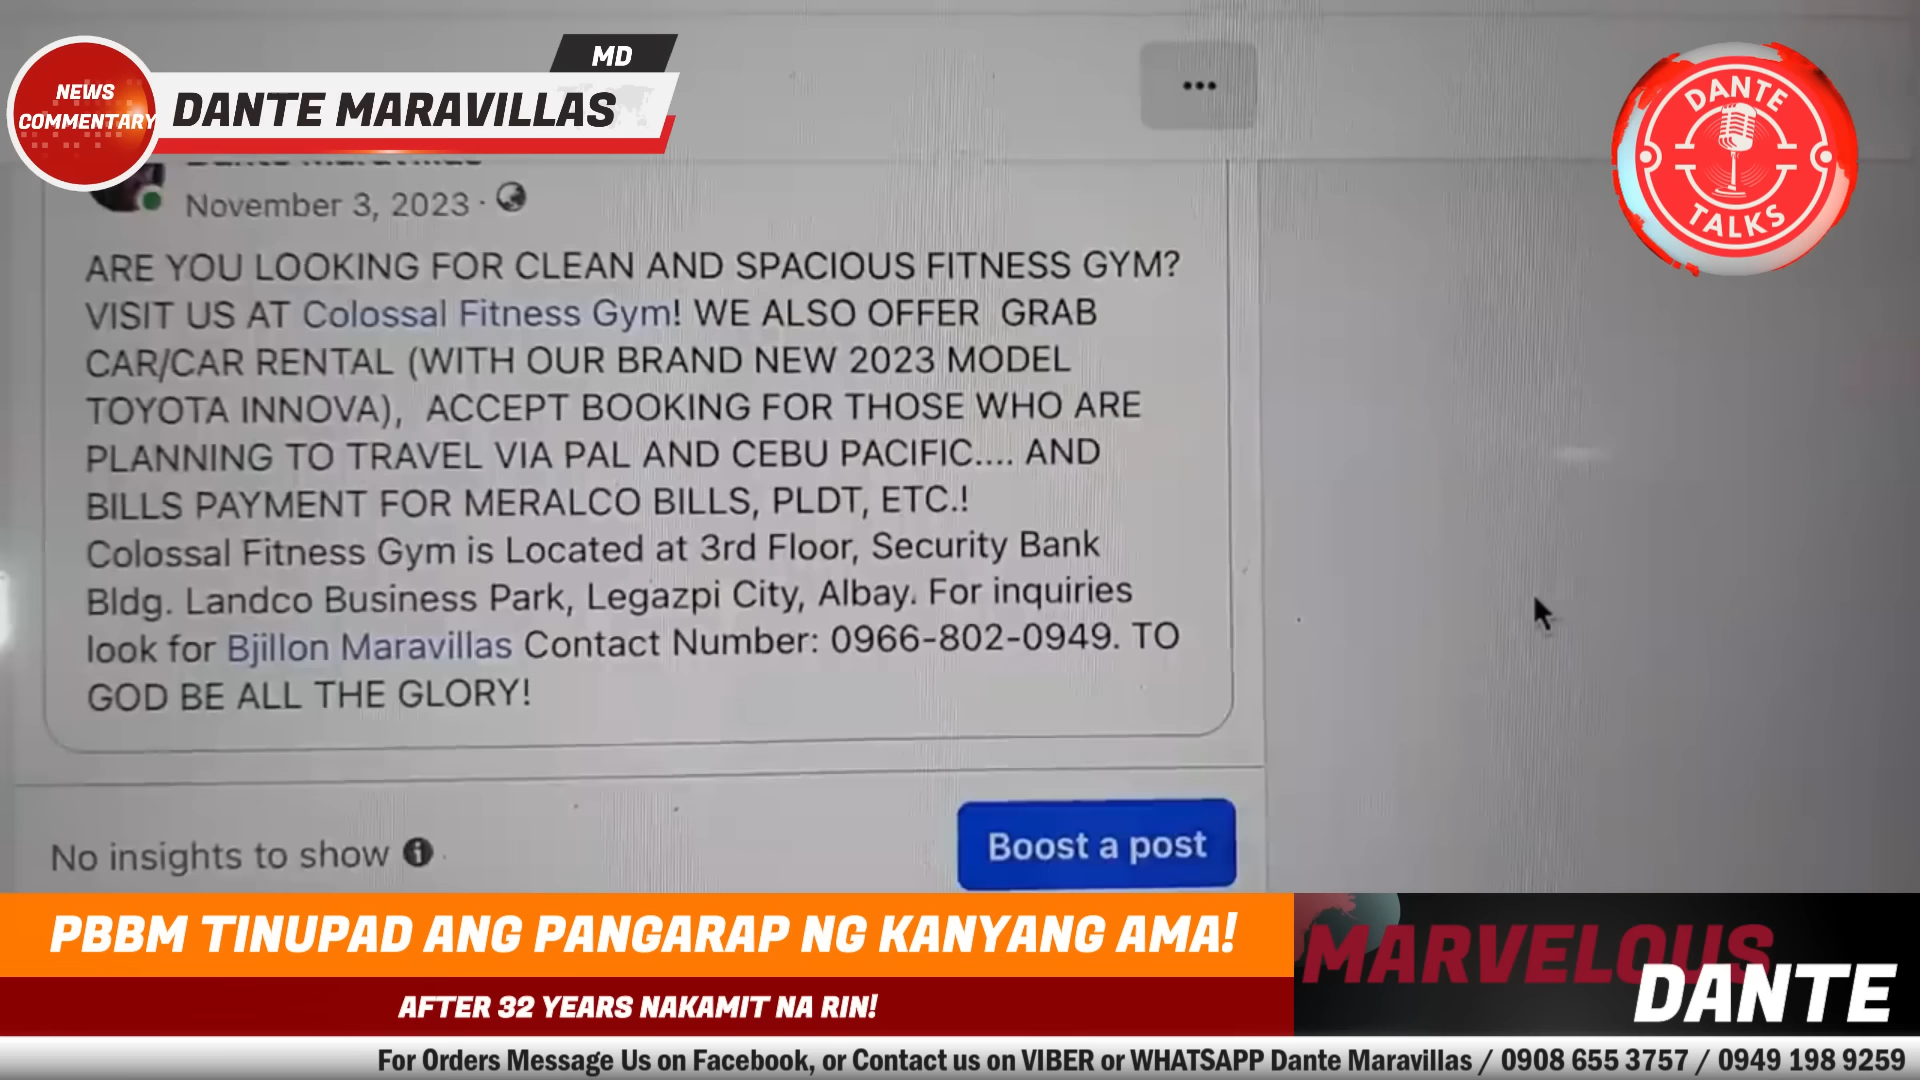 MD
NEWS
COMMENTARY
DANTE MARAVILLAS
DANTE
TALKS
...
November 3, 2023 ·
ARE YOU LOOKING FOR CLEAN AND SPACIOUS FITNESS GYM?
VISIT US AT Colossal Fitness Gym! WE ALSO OFFER GRAB
CAR/CAR RENTAL (WITH OUR BRAND NEW 2023 MODEL
TOYOTA INNOVA), ACCEPT BOOKING FOR THOSE WHO ARE
PLANNING TO TRAVEL VIA PAL AND CEBU PACIFIC.... AND
BILLS PAYMENT FOR MERALCO BILLS, PLDT, ETC.!
Colossal Fitness Gym is Located at 3rd Floor, Security Bank
Bldg. Landco Business Park, Legazpi City, Albay. For inquiries
look for Bjillon Maravillas Contact Number: 0966-802-0949. TO
GOD BE ALL THE GLORY!
No insights to show
Boost a post
PBBM TINUPAD ANG PANGARAP NG KANYANG AMA!
AFTER 32 YEARS NAKAMIT NA RIN!
MARVELOUS
DANTE
For Orders Message Us on Facebook, or Contact us on VIBER or WHATSAPP Dante Maravillas / 0908 655 3757 / 0949 198 9259